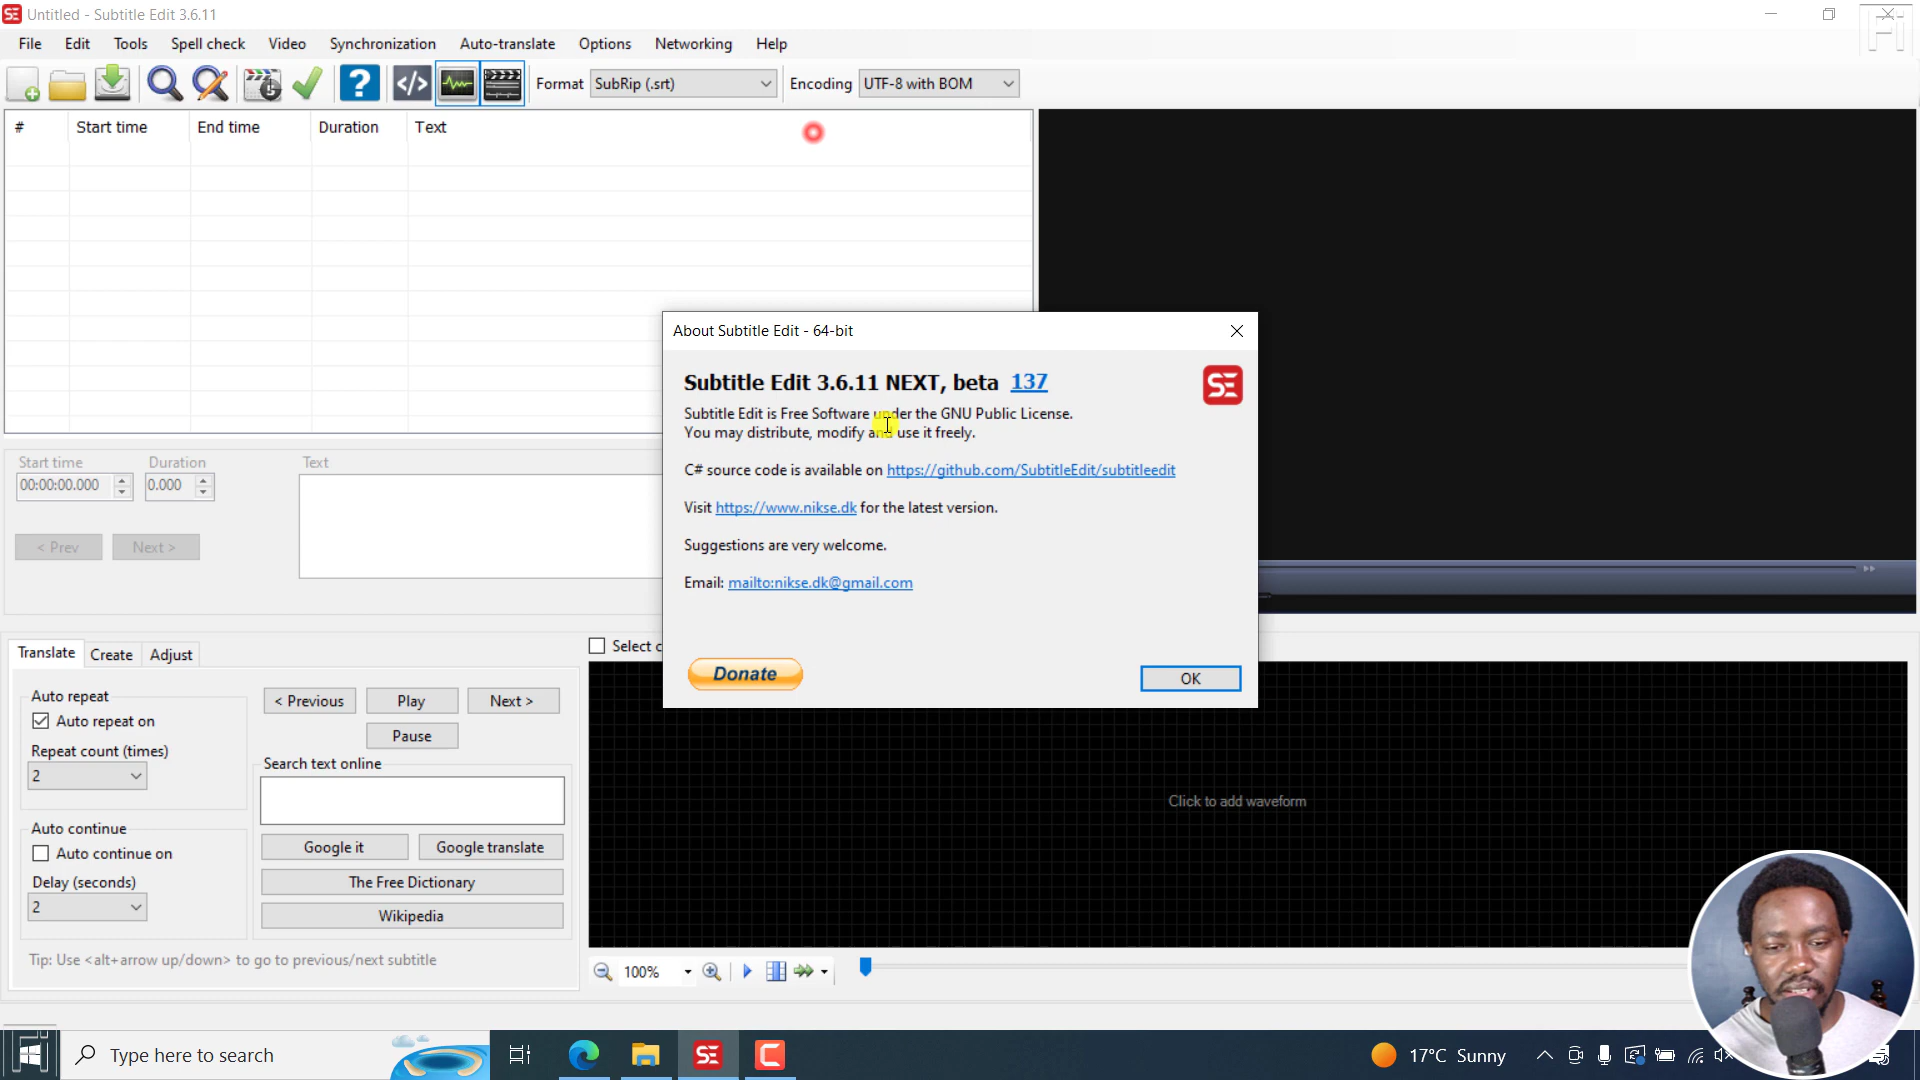 Untitled - Subtitle Edit 3.6.11
File Edit Tools Spell check Video Synchronization Auto-translate Options Networking Help
Format SubRip (.srt) Encoding UTF-8 with BOM
# Start time End time Duration Text
About Subtitle Edit - 64-bit
Subtitle Edit 3.6.11 NEXT, beta 137
SE
Subtitle Edit is Free Software under the GNU Public License.
You may distribute, modify and use it freely.
C# source code is available on https://github.com/SubtitleEdit/subtitleedit
Visit https://www.nikse.dk for the latest version.
Suggestions are very welcome.
Email: mailto:nikse.dk@gmail.com
Donate OK
Start time Duration Text
00:00:00.000 0.000
< Prev Next >
Translate Create Adjust
Select c
Auto repeat
Auto repeat on
Repeat count (times)
2
Auto continue
Auto continue on
Delay (seconds)
2
< Previous Play Next >
Pause
Search text online
Google it Google translate
The Free Dictionary
Wikipedia
Tip: Use <alt+arrow up/down> to go to previous/next subtitle
Click to add waveform
100%
Type here to search
SE
17°C Sunny